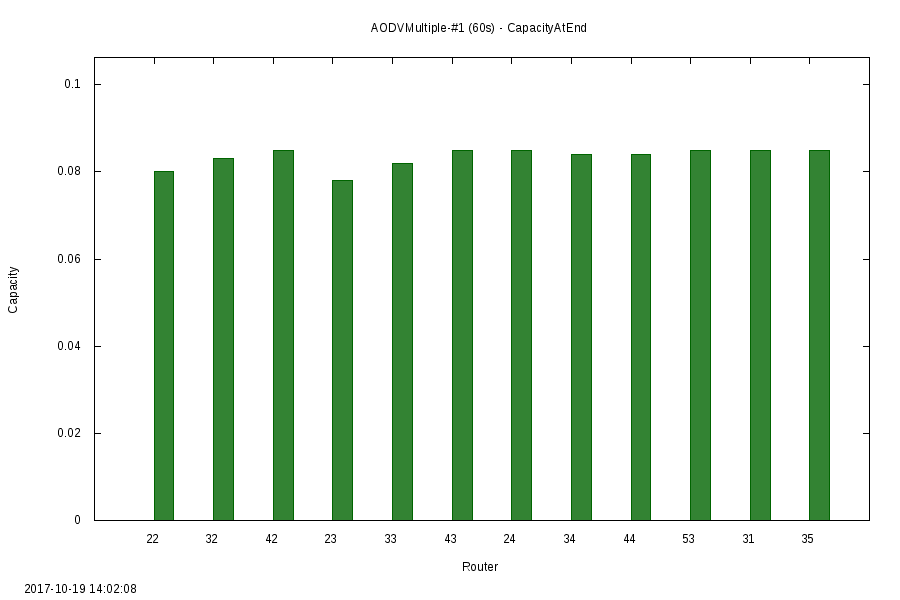 AODVMultiple-#1 (60s) - CapacityAtEnd
0.1
0.08
0.06
0.04
0.02
0
Capacity
22 32 42 23 33 43 24 34 44 53 31 35
Router
2017-10-19 14:02:08